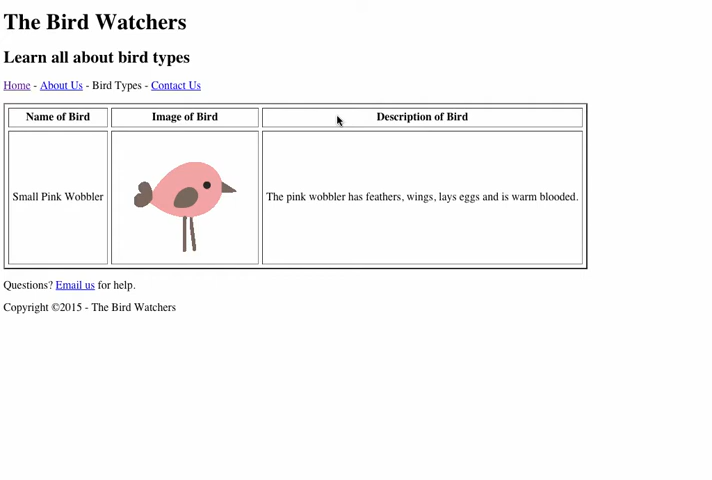 The Bird Watchers
Learn all about bird types
Home - About Us - Bird Types - Contact Us
Name of Bird Image of Bird Description of Bird
Small Pink Wobbler The pink wobbler has feathers, wings, lays eggs and is warm blooded.
Questions? Email us for help.
Copyright ©2015 - The Bird Watchers